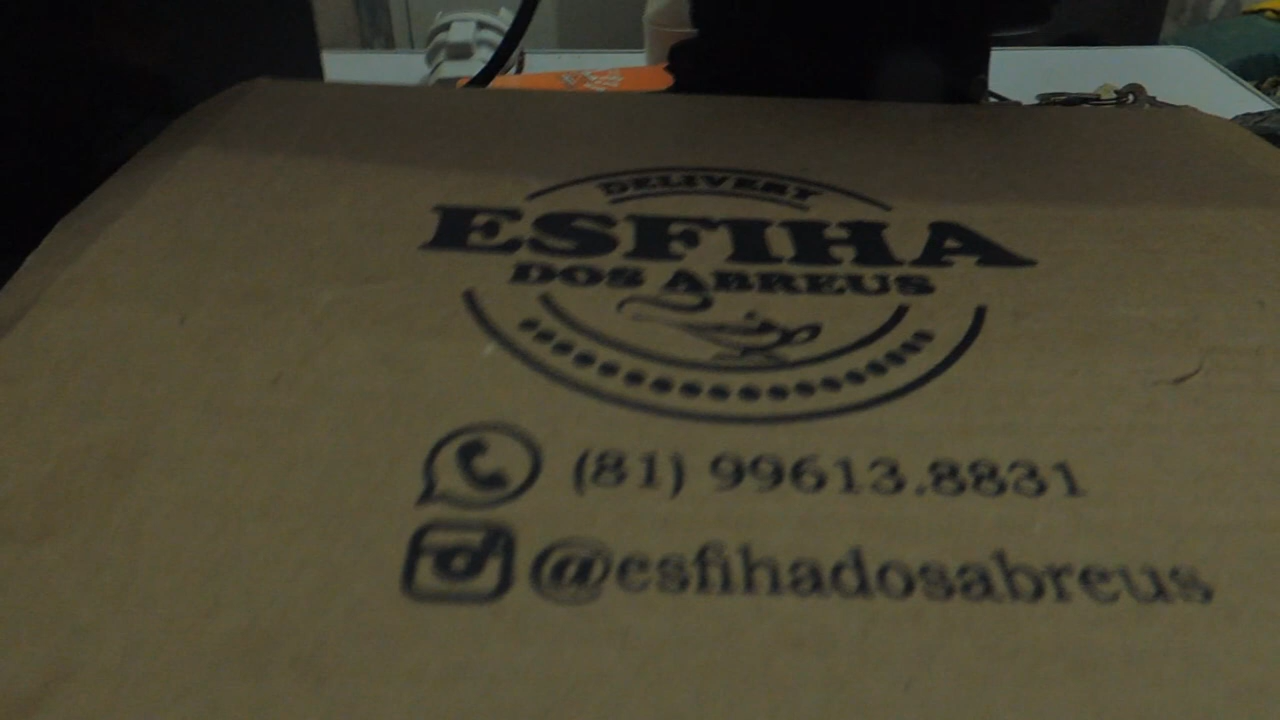 DELIVERY
ESFIHA
DOS ABREUS
(81) 99613.8831
@esfihadosabreus